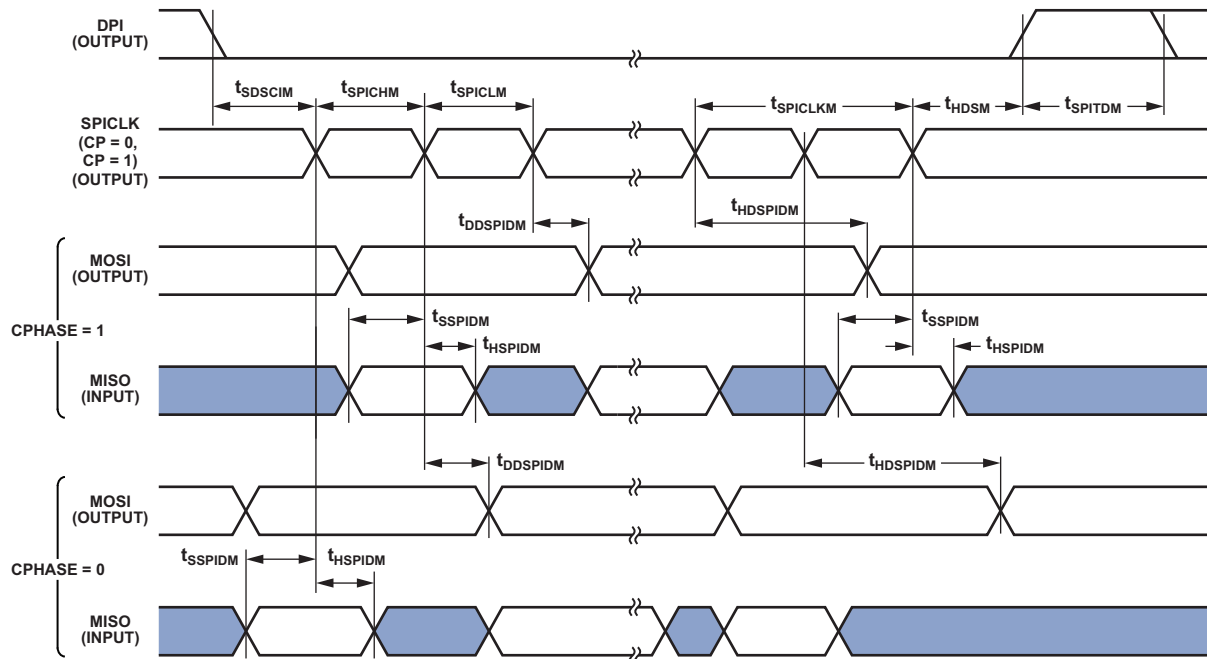 DPI
(OUTPUT)
tSDSCIM
tSPICHM
tSPICLM
tSPICLKM
tHDSM
tSPITDM
SPICLK
(CP = 0,
CP = 1)
(OUTPUT)
tDDSPIDM
tHDSPIDM
MOSI
(OUTPUT)
CPHASE = 1
tSSPIDM
tSSPIDM
tHSPIDM
tHSPIDM
MISO
(INPUT)
tDDSPIDM
tHDSPIDM
MOSI
(OUTPUT)
tSSPIDM
tHSPIDM
CPHASE = 0
MISO
(INPUT)